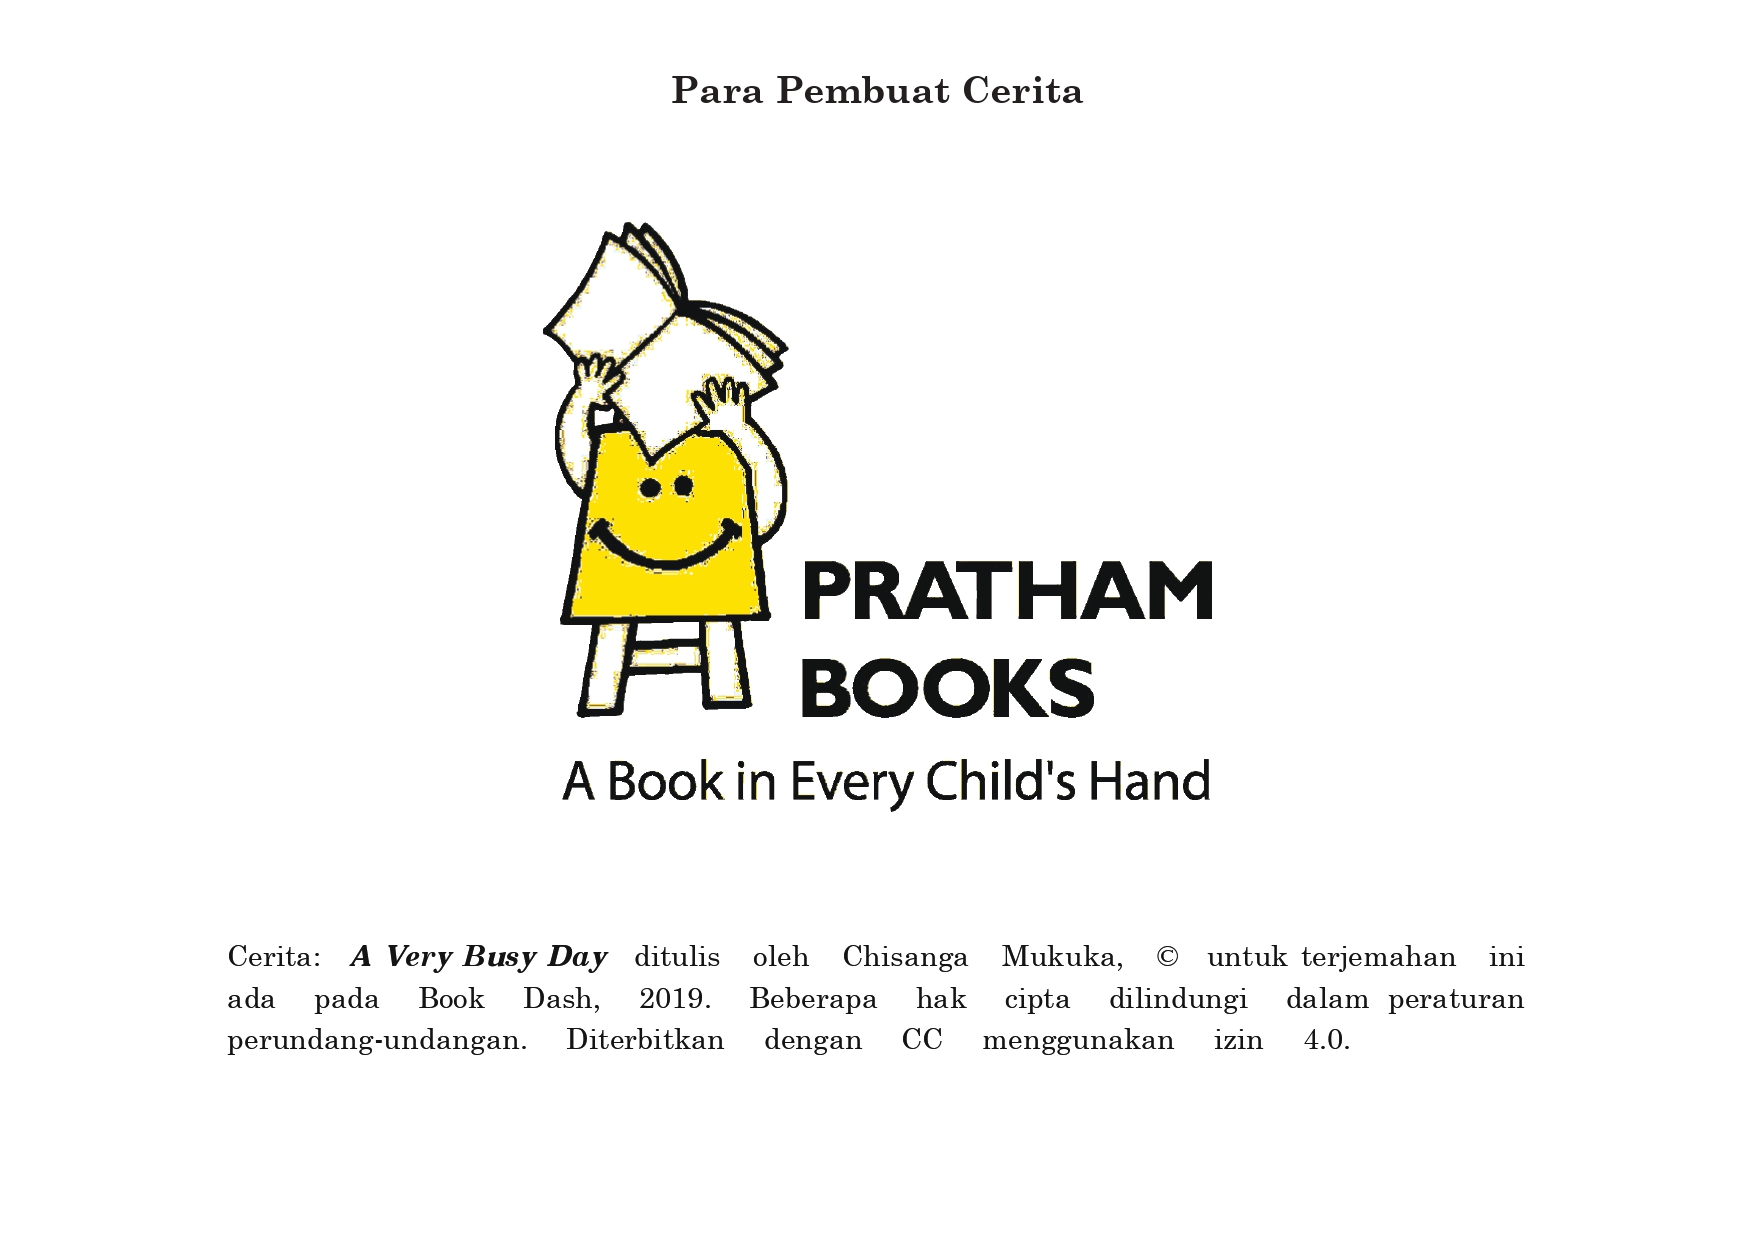 Para Pembuat Cerita
PRATHAM
BOOKS
A Book in Every Child's Hand
Cerita: A Very Busy Day ditulis oleh Chisanga Mukuka, © untuk terjemahan ini
ada pada Book Dash, 2019. Beberapa hak cipta dilindungi dalam peraturan
perundang-undangan. Diterbitkan dengan CC menggunakan izin 4.0.